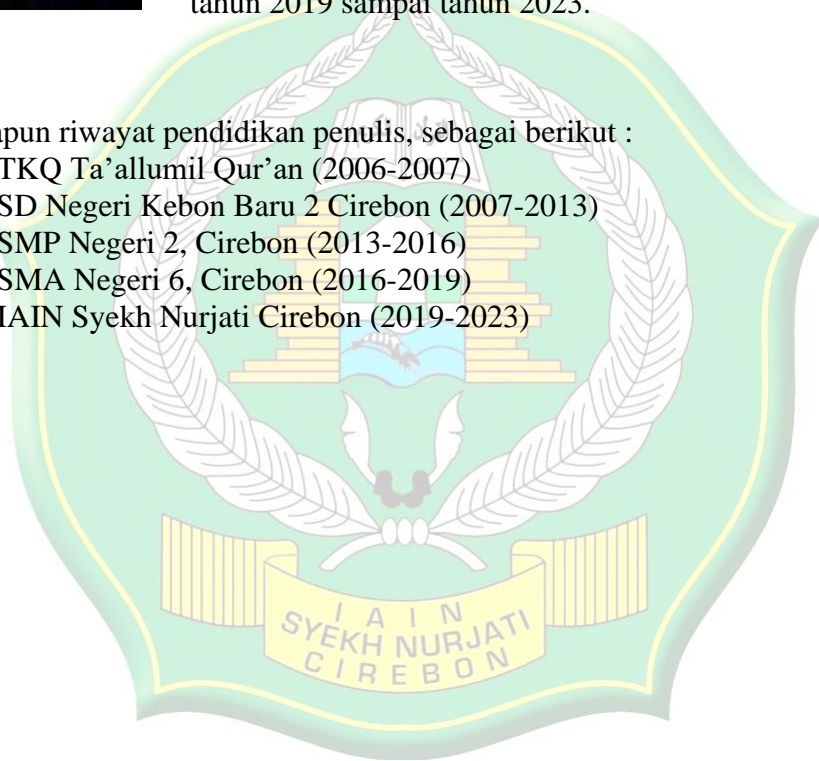 tahun 2019 sampai tahun 2023.
apun riwayat pendidikan penulis, sebagai berikut :
TKQ Ta’allumil Qur’an (2006-2007)
SD Negeri Kebon Baru 2 Cirebon (2007-2013)
SMP Negeri 2, Cirebon (2013-2016)
SMA Negeri 6, Cirebon (2016-2019)
IAIN Syekh Nurjati Cirebon (2019-2023)
IAIN
SYEKH NURJATI
CIREBON